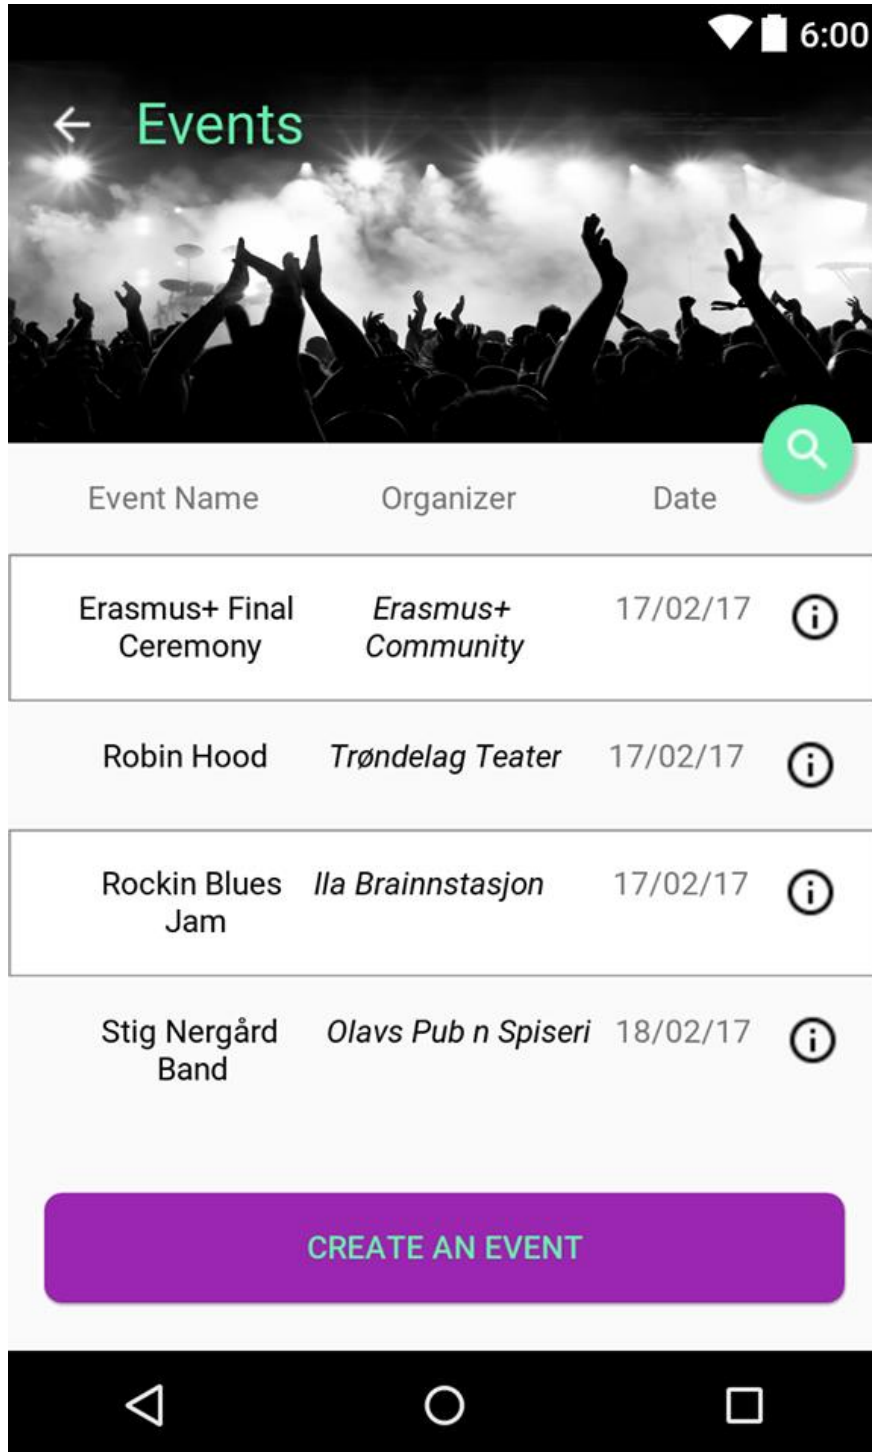 6:00
Events
Event Name Organizer Date
Erasmus+ Final Erasmus+ 17/02/17
Ceremony Community
Robin Hood Trøndelag Teater 17/02/17
Rockin Blues Ila Brainnstasjon 17/02/17
Jam
Stig Nergård Olavs Pub n Spiseri 18/02/17
Band
CREATE AN EVENT